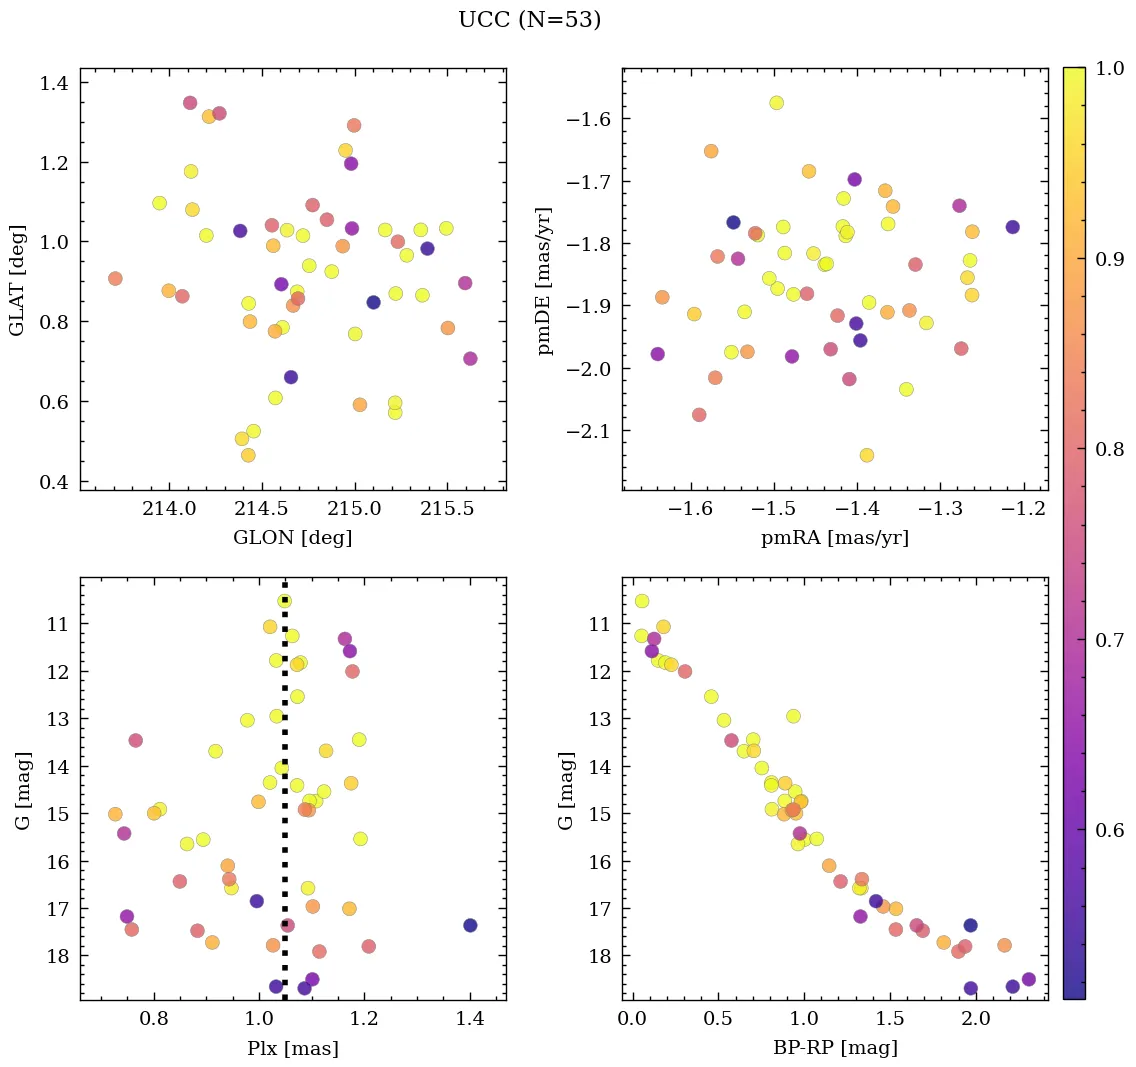 UCC (N=53)
1.4
1.2
1.0
0.8
0.6
0.4
GLAT [deg]
214.0 214.5 215.0 215.5
GLON [deg]
−1.6
−1.7
−1.8
−1.9
−2.0
−2.1
pmDE [mas/yr]
−1.6 −1.5 −1.4 −1.3 −1.2
pmRA [mas/yr]
1.0
0.9
0.8
0.7
0.6
11
12
13
14
15
16
17
18
G [mag]
0.8 1.0 1.2 1.4
Plx [mas]
11
12
13
14
15
16
17
18
G [mag]
0.0 0.5 1.0 1.5 2.0
BP-RP [mag]